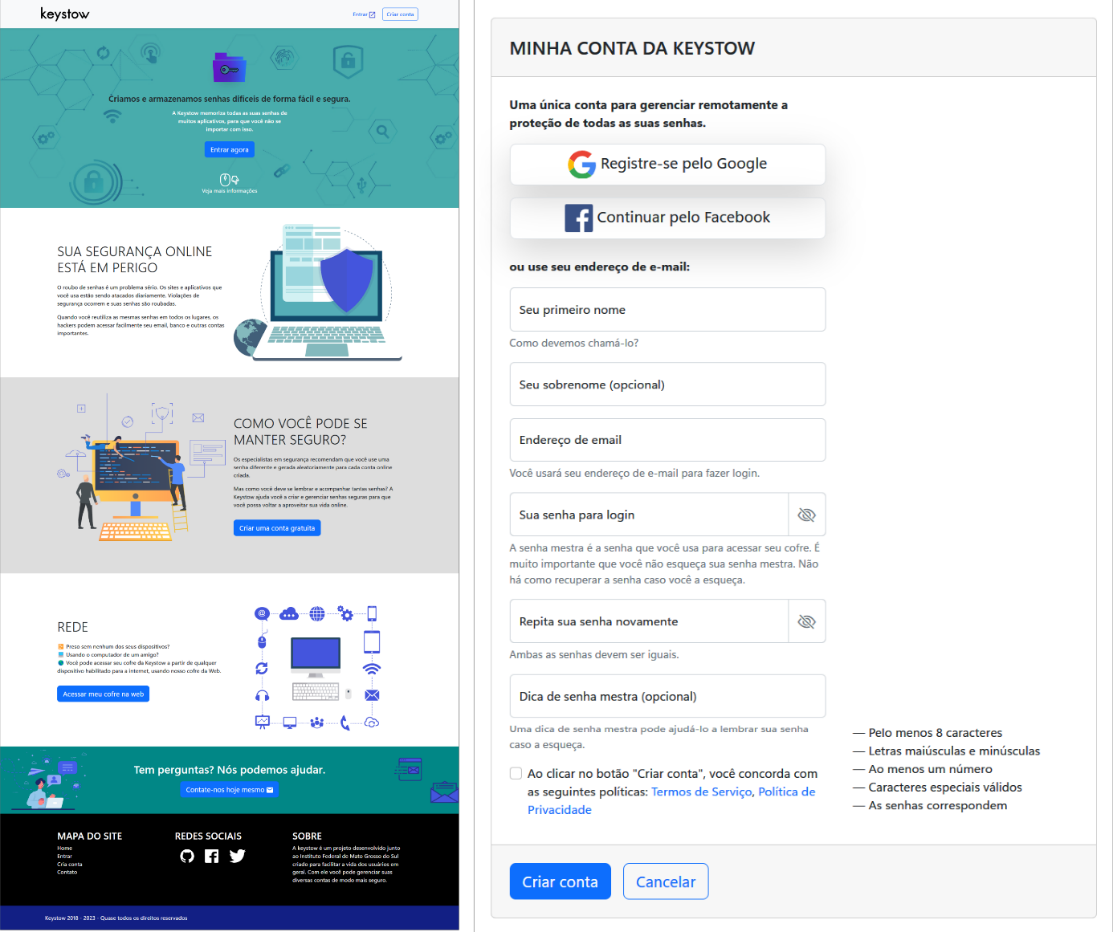 keystow
Entrar
Criar conta
Criamos e armazenamos senhas difíceis de forma fácil e segura.
A Keystow memoriza todas as suas senhas de
muitos aplicativos, para que você não se
importar com isso.
Entrar agora
Veja mais informações
SUA SEGURANÇA ONLINE
ESTÁ EM PERIGO
O roubo de senhas é um problema sério. Os sites e aplicativos que
você usa estão sendo atacados diariamente. Violações de
segurança ocorrem e suas senhas são roubadas.
Quando você reutiliza as mesmas senhas em todos os lugares, os
hackers podem acessar facilmente seu email, banco e outras contas
importantes.
COMO VOCÊ PODE SE
MANTER SEGURO?
Os especialistas em segurança recomendam que você use uma
senha diferente e gerada aleatoriamente para cada conta online
criada.
Mas como você deve se lembrar e acompanhar tantas senhas? A
Keystow ajuda você a criar e gerenciar senhas seguras para que
você possa voltar a aproveitar sua vida online.
Criar uma conta gratuita
REDE
Preso sem nenhum dos seus dispositivos?
Usando o computador de um amigo?
Você pode acessar seu cofre da Keystow a partir de qualquer
dispositivo habilitado para a internet, usando nosso cofre da Web.
Acessar meu cofre na web
Tem perguntas? Nós podemos ajudar.
Contate-nos hoje mesmo
MAPA DO SITE
Home
Entrar
Cria conta
Contato
REDES SOCIAIS
SOBRE
A keystow é um projeto desenvolvido junto
ao Instituto Federal de Mato Grosso do Sul
criado para facilitar a vida dos usuários em
geral. Com ele você pode gerenciar suas
diversas contas de modo mais seguro.
Keystow 2018 - 2023 - Quase todos os direitos reservados
MINHA CONTA DA KEYSTOW
Uma única conta para gerenciar remotamente a
proteção de todas as suas senhas.
Registre-se pelo Google
Continuar pelo Facebook
ou use seu endereço de e-mail:
Seu primeiro nome
Como devemos chamá-lo?
Seu sobrenome (opcional)
Endereço de email
Você usará seu endereço de e-mail para fazer login.
Sua senha para login
A senha mestra é a senha que você usa para acessar seu cofre. É
muito importante que você não esqueça sua senha mestra. Não
há como recuperar a senha caso você a esqueça.
Repita sua senha novamente
Ambas as senhas devem ser iguais.
Dica de senha mestra (opcional)
Uma dica de senha mestra pode ajudá-lo a lembrar sua senha
caso a esqueça.
Ao clicar no botão "Criar conta", você concorda com
as seguintes políticas: Termos de Serviço, Política de
Privacidade
— Pelo menos 8 caracteres
— Letras maiúsculas e minúsculas
— Ao menos um número
— Caracteres especiais válidos
— As senhas correspondem
Criar conta
Cancelar